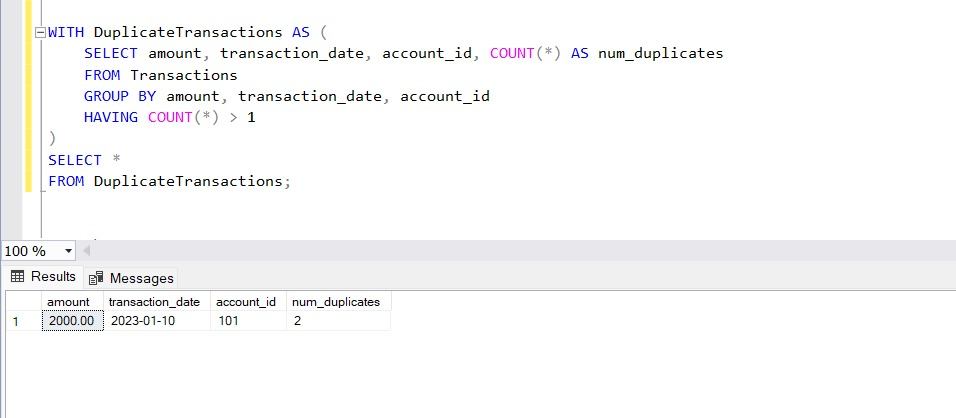 WITH DuplicateTransactions AS (
SELECT amount, transaction_date, account_id, COUNT(*) AS num_duplicates
FROM Transactions
GROUP BY amount, transaction_date, account_id
HAVING COUNT(*) > 1
)
SELECT *
FROM DuplicateTransactions;
100 %
Results Messages
amount transaction_date account_id num_duplicates
1 2000.00 2023-01-10 101 2